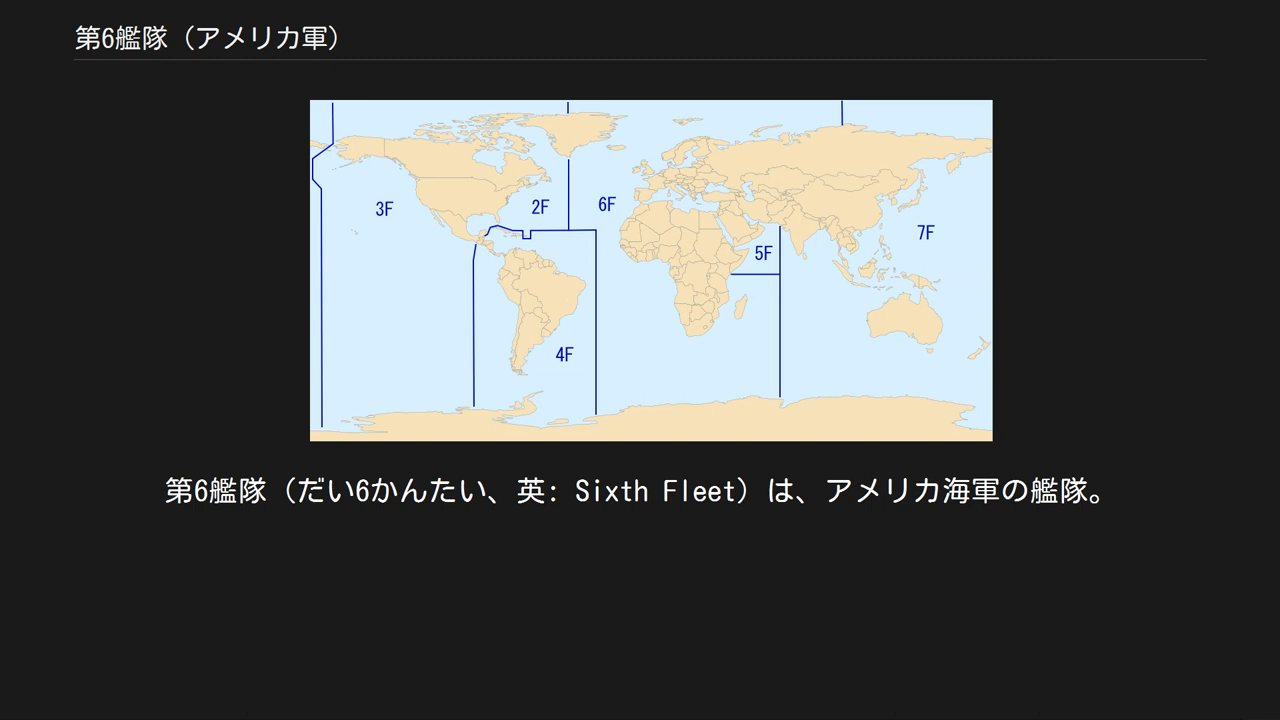 第6艦隊（アメリカ軍）
3F
2F
6F
5F
7F
4F
第6艦隊（だい6かんたい、英: Sixth Fleet）は、アメリカ海軍の艦隊。